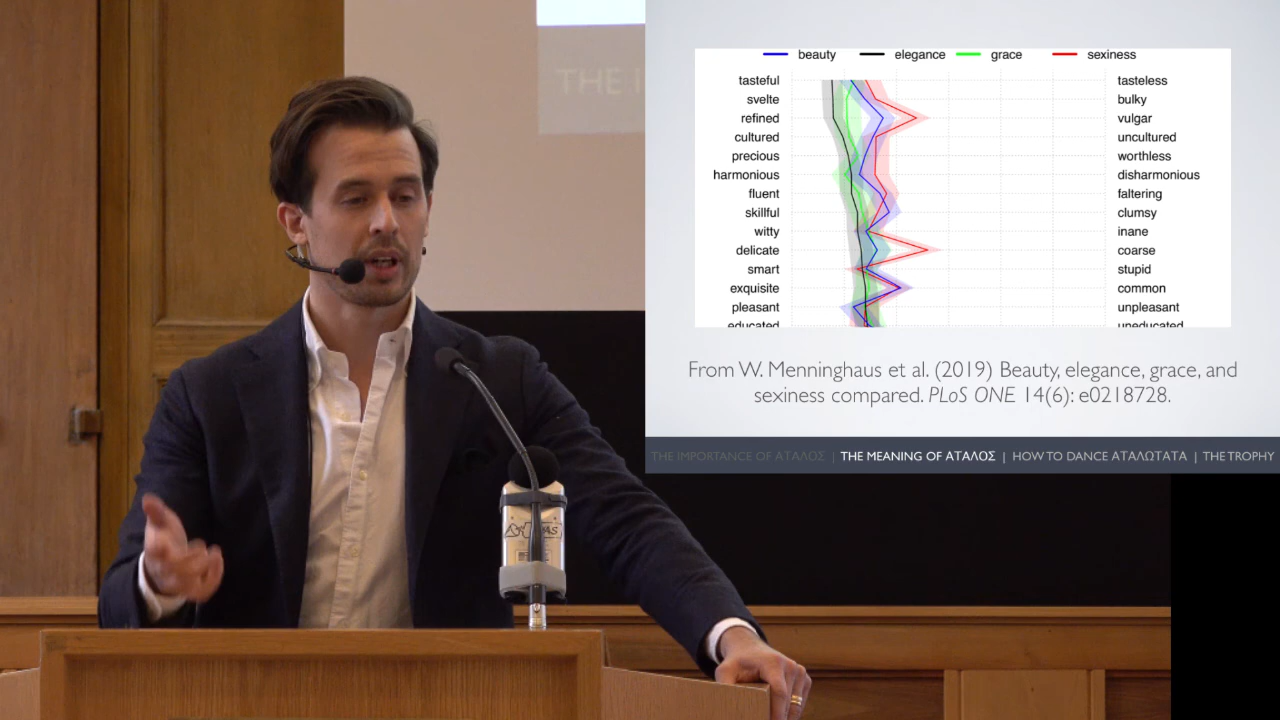 THE I
beauty elegance grace sexiness
tasteful tasteless
svelte bulky
refined vulgar
cultured uncultured
precious worthless
harmonious disharmonious
fluent faltering
skillful clumsy
witty inane
delicate coarse
smart stupid
exquisite common
pleasant unpleasant
educated uneducated
From W. Menninghaus et al. (2019) Beauty, elegance, grace, and
sexiness compared. PLoS ONE 14(6): e0218728.
THE IMPORTANCE OF ΑΤΑΛΟΣ | THE MEANING OF ΑΤΑΛΟΣ | HOW TO DANCE ΑΤΑΛΩΤΑΤΑ | THE TROPHY